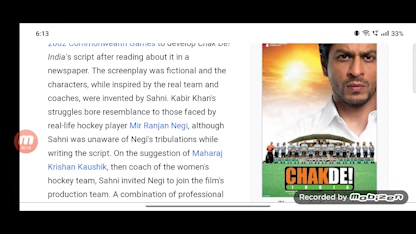 6:13
33%
2002 Commonwealth Games to develop Chak De!
India's script after reading about it in a
newspaper. The screenplay was fictional and the
characters, while inspired by the real team and
coaches, were invented by Sahni. Kabir Khan's
struggles bore resemblance to those faced by
real-life hockey player Mir Ranjan Negi, although
Sahni was unaware of Negi's tribulations while
writing the script. On the suggestion of Maharaj
Krishan Kaushik, then coach of the women's
hockey team, Sahni invited Negi to join the film's
production team. A combination of professional
CHAK DE!
INDIA
Recorded by Mobizen